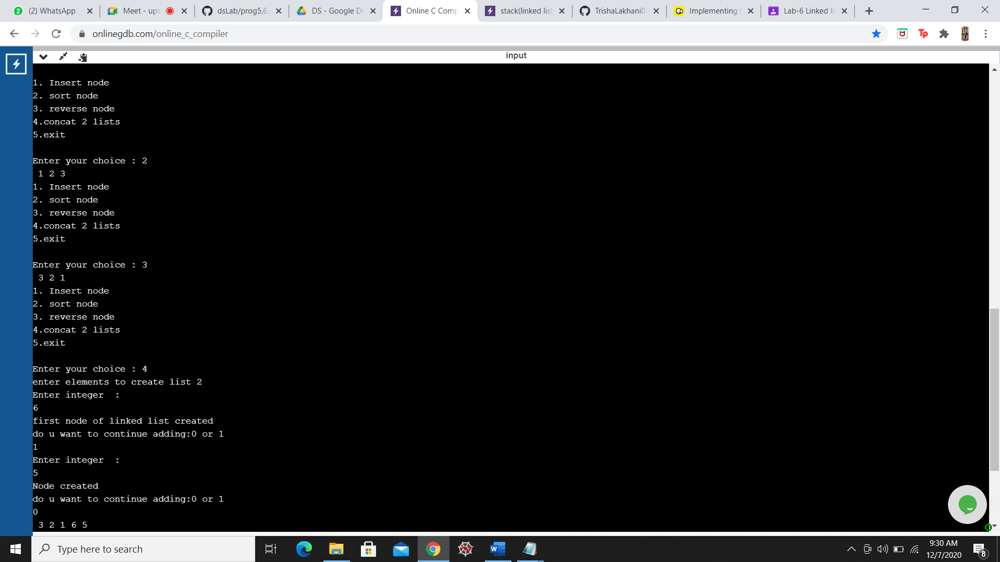 (2) WhatsApp
Meet - ups
dsLab/prog5,6.
DS - Google Dr
Online C Comp
stack(linked list
TrishaLakhani0
Implementing
Lab-6 Linked lis
onlinegdb.com/online_c_compiler
input
1. Insert node
2. sort node
3. reverse node
4.concat 2 lists
5.exit
Enter your choice : 2
1 2 3
1. Insert node
2. sort node
3. reverse node
4.concat 2 lists
5.exit
Enter your choice : 3
3 2 1
1. Insert node
2. sort node
3. reverse node
4.concat 2 lists
5.exit
Enter your choice : 4
enter elements to create list 2
Enter integer  :
6
first node of linked list created
do u want to continue adding:0 or 1
1
Enter integer  :
5
Node created
do u want to continue adding:0 or 1
0
3 2 1 6 5
Type here to search
9:30 AM
12/7/2020
8